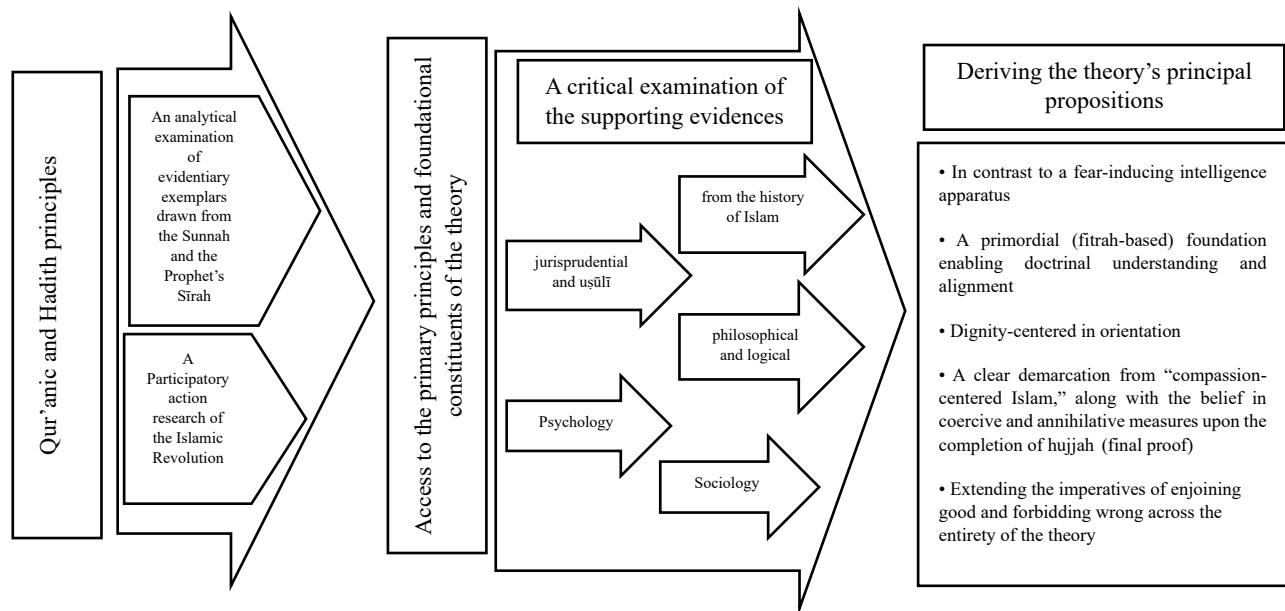 Qur’anic and Hadith principles
An analytical
examination
of
evidentiary
exemplars
drawn from
the Sunnah
and the
Prophet’s
Sīrah
A
Participatory
action
research of
the Islamic
Revolution
Access to the primary principles and foundational
constituents of the theory
A critical examination of
the supporting evidences
from the history
of Islam
jurisprudential
and uṣūlī
philosophical
and logical
Psychology
Sociology
Deriving the theory’s principal
propositions
• In contrast to a fear-inducing intelligence
apparatus
• A primordial (fitrah-based) foundation
enabling doctrinal understanding and
alignment
• Dignity-centered in orientation
• A clear demarcation from “compassion-
centered Islam,” along with the belief in
coercive and annihilative measures upon the
completion of hujjah (final proof)
• Extending the imperatives of enjoining
good and forbidding wrong across the
entirety of the theory